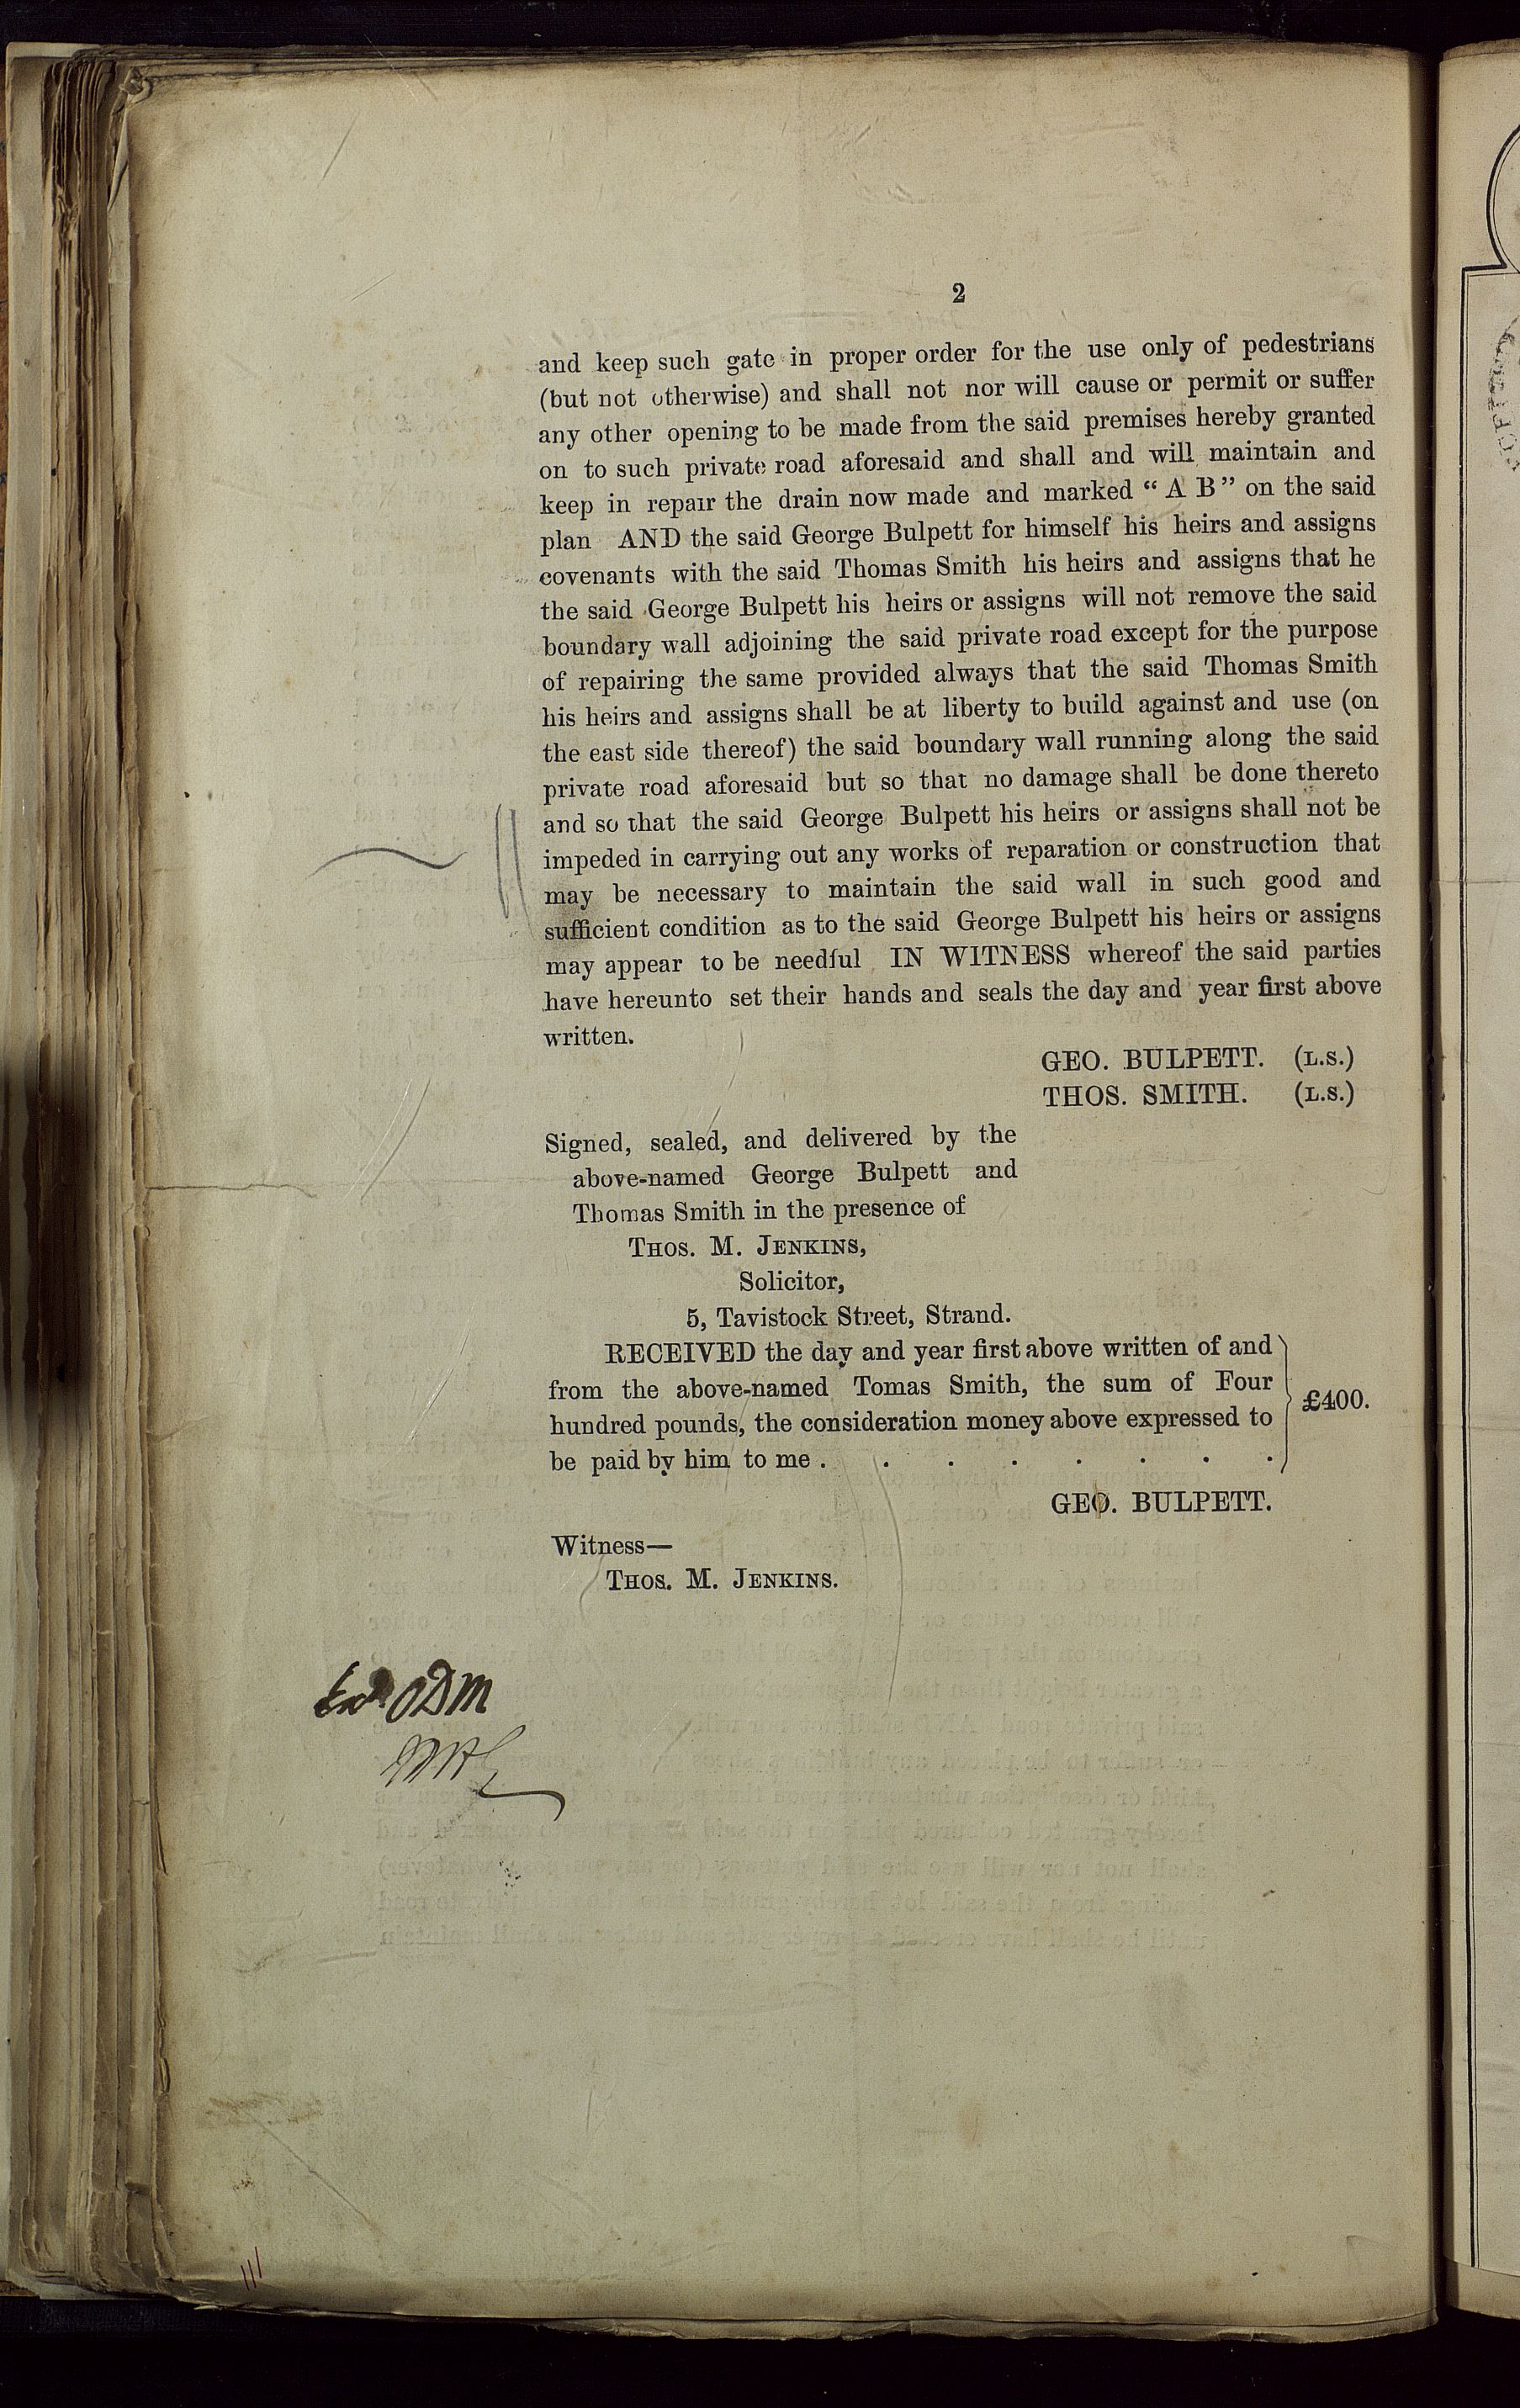 2
and keep such gate in proper order for the use only of pedestrians
(but not otherwise) and shall not nor will cause or permit or suffer
any other opening to be made from the said premises hereby granted
on to such private road aforesaid and shall and will maintain and
keep in repair the drain now made and marked “ A B ” on the said
plan AND the said George Bulpett for himself his heirs and assigns
covenants with the said Thomas Smith his heirs and assigns that he
the said George Bulpett his heirs or assigns will not remove the said
boundary wall adjoining the said private road except for the purpose
of repairing the same provided always that the said Thomas Smith
his heirs and assigns shall be at liberty to build against and use (on
the east side thereof) the said boundary wall running along the said
private road aforesaid but so that no damage shall be done thereto
and so that the said George Bulpett his heirs or assigns shall not be
impeded in carrying out any works of reparation or construction that
may be necessary to maintain the said wall in such good and
sufficient condition as to the said George Bulpett his heirs or assigns
may appear to be needful IN WITNESS whereof the said parties
have hereunto set their hands and seals the day and year first above
written.
GEO. BULPETT. (L.S.)
THOS. SMITH. (L.S.)
Signed, sealed, and delivered by the
above-named George Bulpett and
Thomas Smith in the presence of
THOS. M. JENKINS,
Solicitor,
5, Tavistock Street, Strand.
RECEIVED the day and year first above written of and
from the above-named Tomas Smith, the sum of Four
hundred pounds, the consideration money above expressed to
be paid by him to me . . . . . . . .
£400.
GEO. BULPETT.
Witness—
THOS. M. JENKINS.